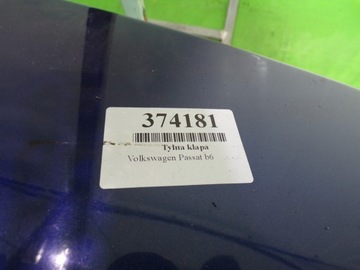 374181
Tylna klapa
Volkswagen Passat b6